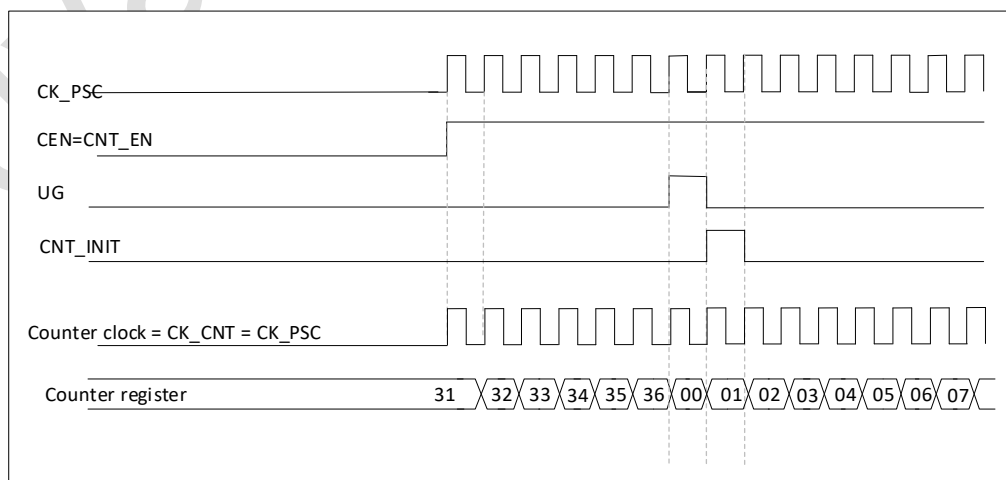 CK_PSC
CEN=CNT_EN
UG
CNT_INIT
Counter clock = CK_CNT = CK_PSC
Counter register 31 32 33 34 35 36 00 01 02 03 04 05 06 07